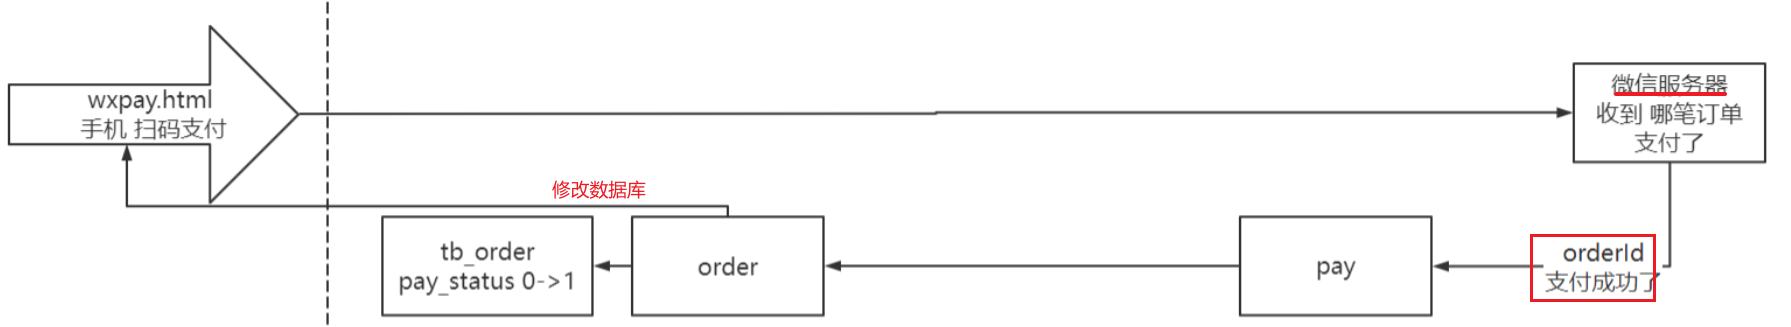 wxpay.html
手机 扫码支付
微信服务器
收到 哪笔订单
支付了
修改数据库
tb_order
pay_status 0->1
order
pay
orderId
支付成功了